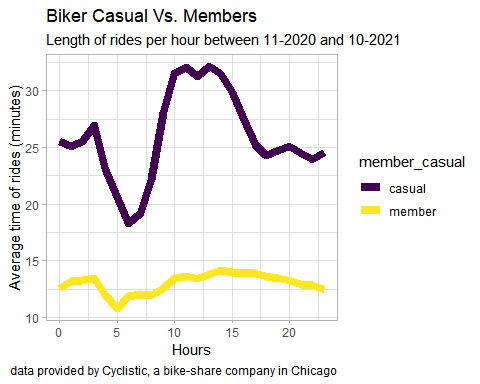 Biker Casual Vs. Members
Length of rides per hour between 11-2020 and 10-2021
Average time of rides (minutes)
30
25
20
15
10
0
5
10
15
20
Hours
member_casual
casual
member
data provided by Cyclistic, a bike-share company in Chicago